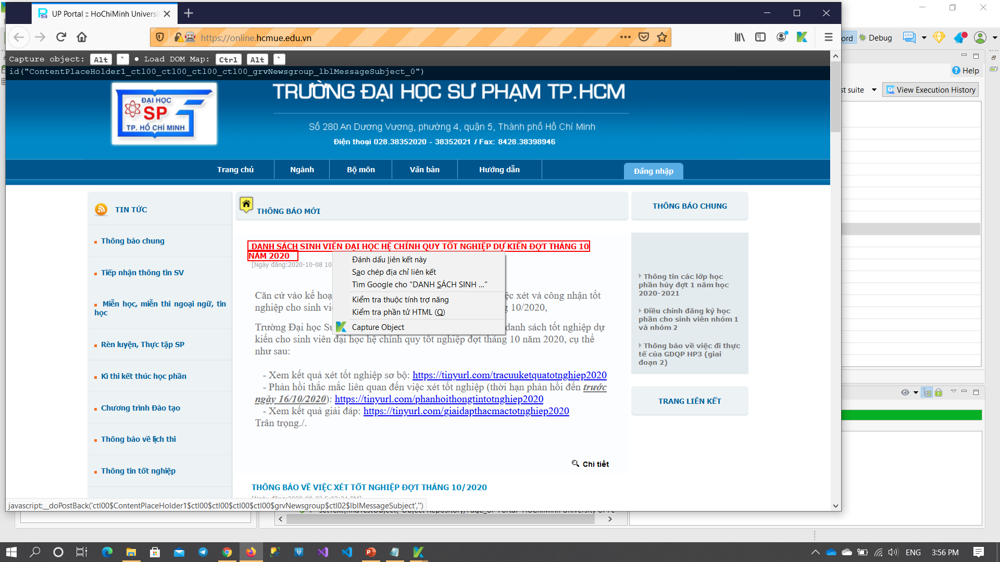 UP Portal :: HoChiMinh Universi
https://online.hcmue.edu.vn
ord
Debug
Capture object: Alt ` ● Load DOM Map: Ctrl Alt `
id("ContentPlaceHolder1_ctl00_ctl00_ctl00_ctl00_grvNewsgroup_lblMessageSubject_0")
Help
st suite
View Execution History
ĐẠI HỌC
SP
TP. HỒ CHÍ MINH
TRƯỜNG ĐẠI HỌC SƯ PHẠM TP.HCM
Số 280 An Dương Vương, phường 4, quận 5, Thành phố Hồ Chí Minh
Điện thoại 028.38352020 - 38352021 / Fax: 8428.38398946
Trang chủ
Ngành
Bộ môn
Văn bản
Hướng dẫn
Đăng nhập
TIN TỨC
Thông báo chung
Tiếp nhận thông tin SV
Miễn học, miễn thi ngoại ngữ, tin
học
Rèn luyện, Thực tập SP
Kì thi kết thúc học phần
Chương trình Đào tạo
Thông báo về lịch thi
Thông tin tốt nghiệp
THÔNG BÁO MỚI
DANH SÁCH SINH VIÊN ĐẠI HỌC HỆ CHÍNH QUY TỐT NGHIỆP DỰ KIẾN ĐỢT THÁNG 10
NĂM 2020
[Ngày đăng:2020-10-08 10
Đánh dấu liên kết này
Sao chép địa chỉ liên kết
Tìm Google cho “DANH SÁCH SINH ...”
Kiểm tra thuộc tính trợ năng
Kiểm tra phần tử HTML (Q)
Capture Object
Căn cứ vào kế hoạ ệc xét và công nhận tốt
nghiệp cho sinh vi g 10/2020,
Trường Đại học Sư danh sách tốt nghiệp dự
kiến cho sinh viên đại học hệ chính quy tốt nghiệp đợt tháng 10 năm 2020, cụ thể
như sau:
- Xem kết quả xét tốt nghiệp sơ bộ: https://tinyurl.com/tracuuketquatotnghiep2020
- Phản hồi thắc mắc liên quan đến việc xét tốt nghiệp (thời hạn phản hồi đến trước
ngày 16/10/2020): https://tinyurl.com/phanhoithongtintotnghiep2020
- Xem kết quả giải đáp: https://tinyurl.com/giaidapthacmactotnghiep2020
Trân trọng./.
Chi tiết
THÔNG BÁO VỀ VIỆC XÉT TỐT NGHIỆP ĐỢT THÁNG 10/2020
THÔNG BÁO CHUNG
Thông tin các lớp học
phần hủy đợt 1 năm học
2020-2021
Điều chỉnh đăng ký học
phần cho sinh viên nhóm 1
và nhóm 2
Thông báo về việc đi thực
tế của GDQP HP3 (giai
đoạn 2)
TRANG LIÊN KẾT
javascript:__doPostBack('ctl00$ContentPlaceHolder1$ctl00$ctl00$ctl00$ctl00$grvNewsgroup$ctl02$lblMessageSubject','')
ENG
3:56 PM